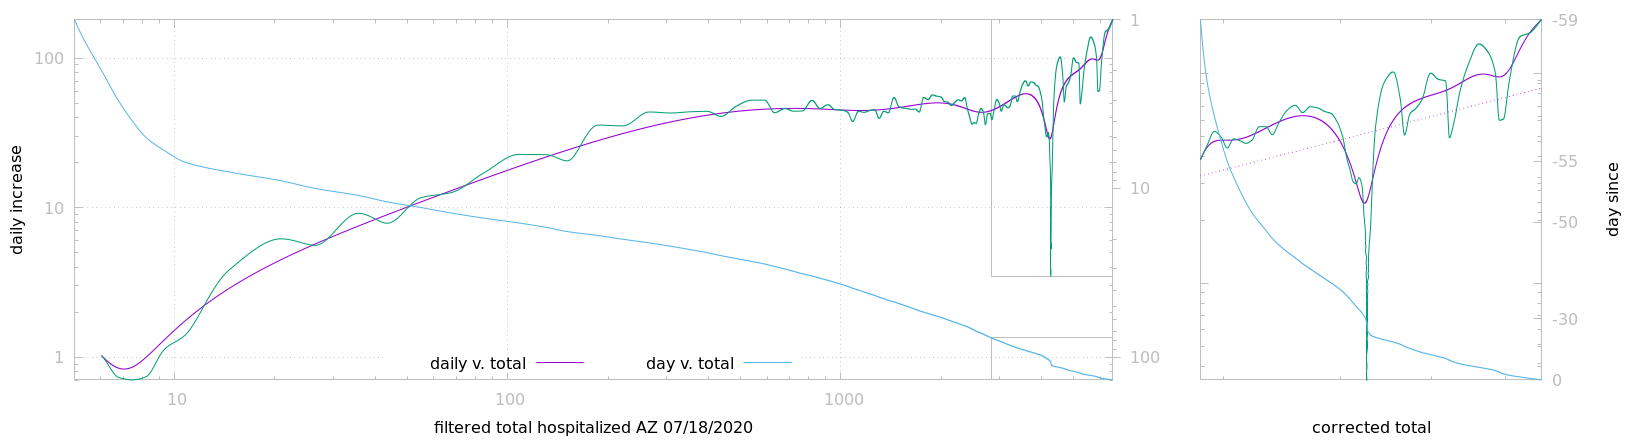 100
10
1
daily increase
daily v. total
day v. total
10
100
1000
filtered total hospitalized AZ 07/18/2020
1
10
100
-59
-55
-50
-30
0
day since
corrected total